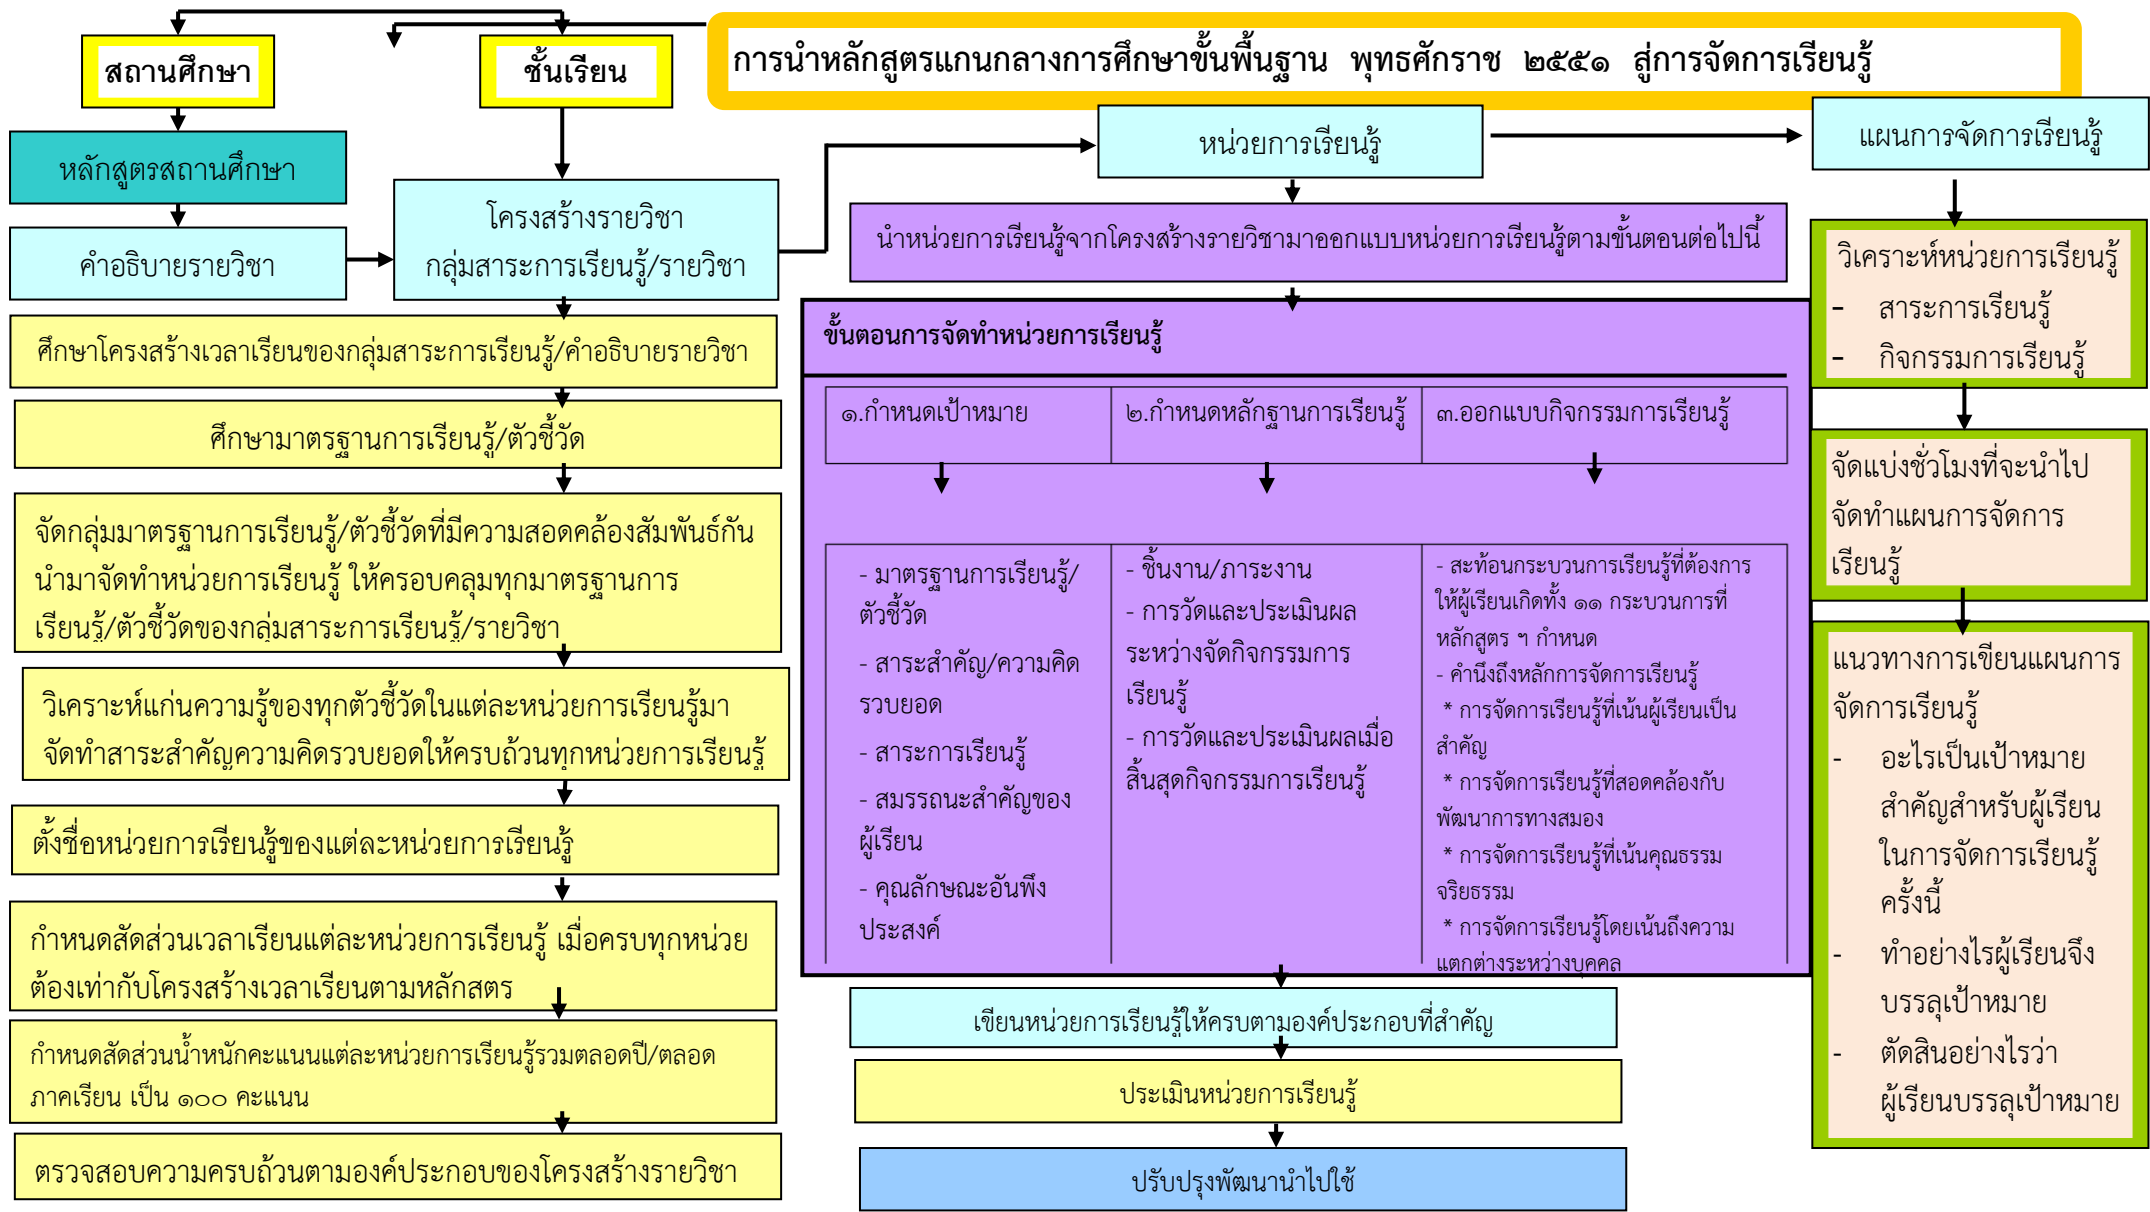 การนำหลักสูตรแกนกลางการศึกษาขั้นพื้นฐาน พุทธศักราช ๒๕๕๑ สู่การจัดการเรียนรู้
สถานศึกษา
ชั้นเรียน
หลักสูตรสถานศึกษา
คำอธิบายรายวิชา
โครงสร้างรายวิชา
กลุ่มสาระการเรียนรู้/รายวิชา
ศึกษาโครงสร้างเวลาเรียนของกลุ่มสาระการเรียนรู้/คำอธิบายรายวิชา
ศึกษามาตรฐานการเรียนรู้/ตัวชี้วัด
จัดกลุ่มมาตรฐานการเรียนรู้/ตัวชี้วัดที่มีความสอดคล้องสัมพันธ์กัน
นำมาจัดทำหน่วยการเรียนรู้ ให้ครอบคลุมทุกมาตรฐานการ
เรียนรู้/ตัวชี้วัดของกลุ่มสาระการเรียนรู้/รายวิชา
วิเคราะห์แก่นความรู้ของทุกตัวชี้วัดในแต่ละหน่วยการเรียนรู้มา
จัดทำสาระสำคัญความคิดรวบยอดให้ครบถ้วนทุกหน่วยการเรียนรู้
ตั้งชื่อหน่วยการเรียนรู้ของแต่ละหน่วยการเรียนรู้
กำหนดสัดส่วนเวลาเรียนแต่ละหน่วยการเรียนรู้ เมื่อครบทุกหน่วย
ต้องเท่ากับโครงสร้างเวลาเรียนตามหลักสตร
กำหนดสัดส่วนน้ำหนักคะแนนแต่ละหน่วยการเรียนรู้รวมตลอดปี/ตลอด
ภาคเรียน เป็น ๑๐๐ คะแนน
ตรวจสอบความครบถ้วนตามองค์ประกอบของโครงสร้างรายวิชา
หน่วยการเรียนรู้
นำหน่วยการเรียนรู้จากโครงสร้างรายวิชามาออกแบบหน่วยการเรียนรู้ตามขั้นตอนต่อไปนี้
ขั้นตอนการจัดทำหน่วยการเรียนรู้
๑.กำหนดเป้าหมาย
๒.กำหนดหลักฐานการเรียนรู้
๓.ออกแบบกิจกรรมการเรียนรู้
- มาตรฐานการเรียนรู้/
ตัวชี้วัด
- สาระสำคัญ/ความคิด
รวบยอด
- สาระการเรียนรู้
- สมรรถนะสำคัญของ
ผู้เรียน
- คุณลักษณะอันพึง
ประสงค์
- ชิ้นงาน/ภาระงาน
- การวัดและประเมินผล
ระหว่างจัดกิจกรรมการ
เรียนรู้
- การวัดและประเมินผลเมื่อ
สิ้นสุดกิจกรรมการเรียนรู้
- สะท้อนกระบวนการเรียนรู้ที่ต้องการ
ให้ผู้เรียนเกิดทั้ง ๑๑ กระบวนการที่
หลักสูตร ฯ กำหนด
- คำนึงถึงหลักการจัดการเรียนรู้
* การจัดการเรียนรู้ที่เน้นผู้เรียนเป็น
สำคัญ
* การจัดการเรียนรู้ที่สอดคล้องกับ
พัฒนาการทางสมอง
* การจัดการเรียนรู้ที่เน้นคุณธรรม
จริยธรรม
* การจัดการเรียนรู้โดยเน้นถึงความ
แตกต่างระหว่างบุคคล
เขียนหน่วยการเรียนรู้ให้ครบตามองค์ประกอบที่สำคัญ
ประเมินหน่วยการเรียนรู้
ปรับปรุงพัฒนานำไปใช้
แผนการจัดการเรียนรู้
วิเคราะห์หน่วยการเรียนรู้
- สาระการเรียนรู้
- กิจกรรมการเรียนรู้
จัดแบ่งชั่วโมงที่จะนำไป
จัดทำแผนการจัดการ
เรียนรู้
แนวทางการเขียนแผนการ
จัดการเรียนรู้
- อะไรเป็นเป้าหมาย
สำคัญสำหรับผู้เรียน
ในการจัดการเรียนรู้
ครั้งนี้
- ทำอย่างไรผู้เรียนจึง
บรรลุเป้าหมาย
- ตัดสินอย่างไรว่า
ผู้เรียนบรรลุเป้าหมาย